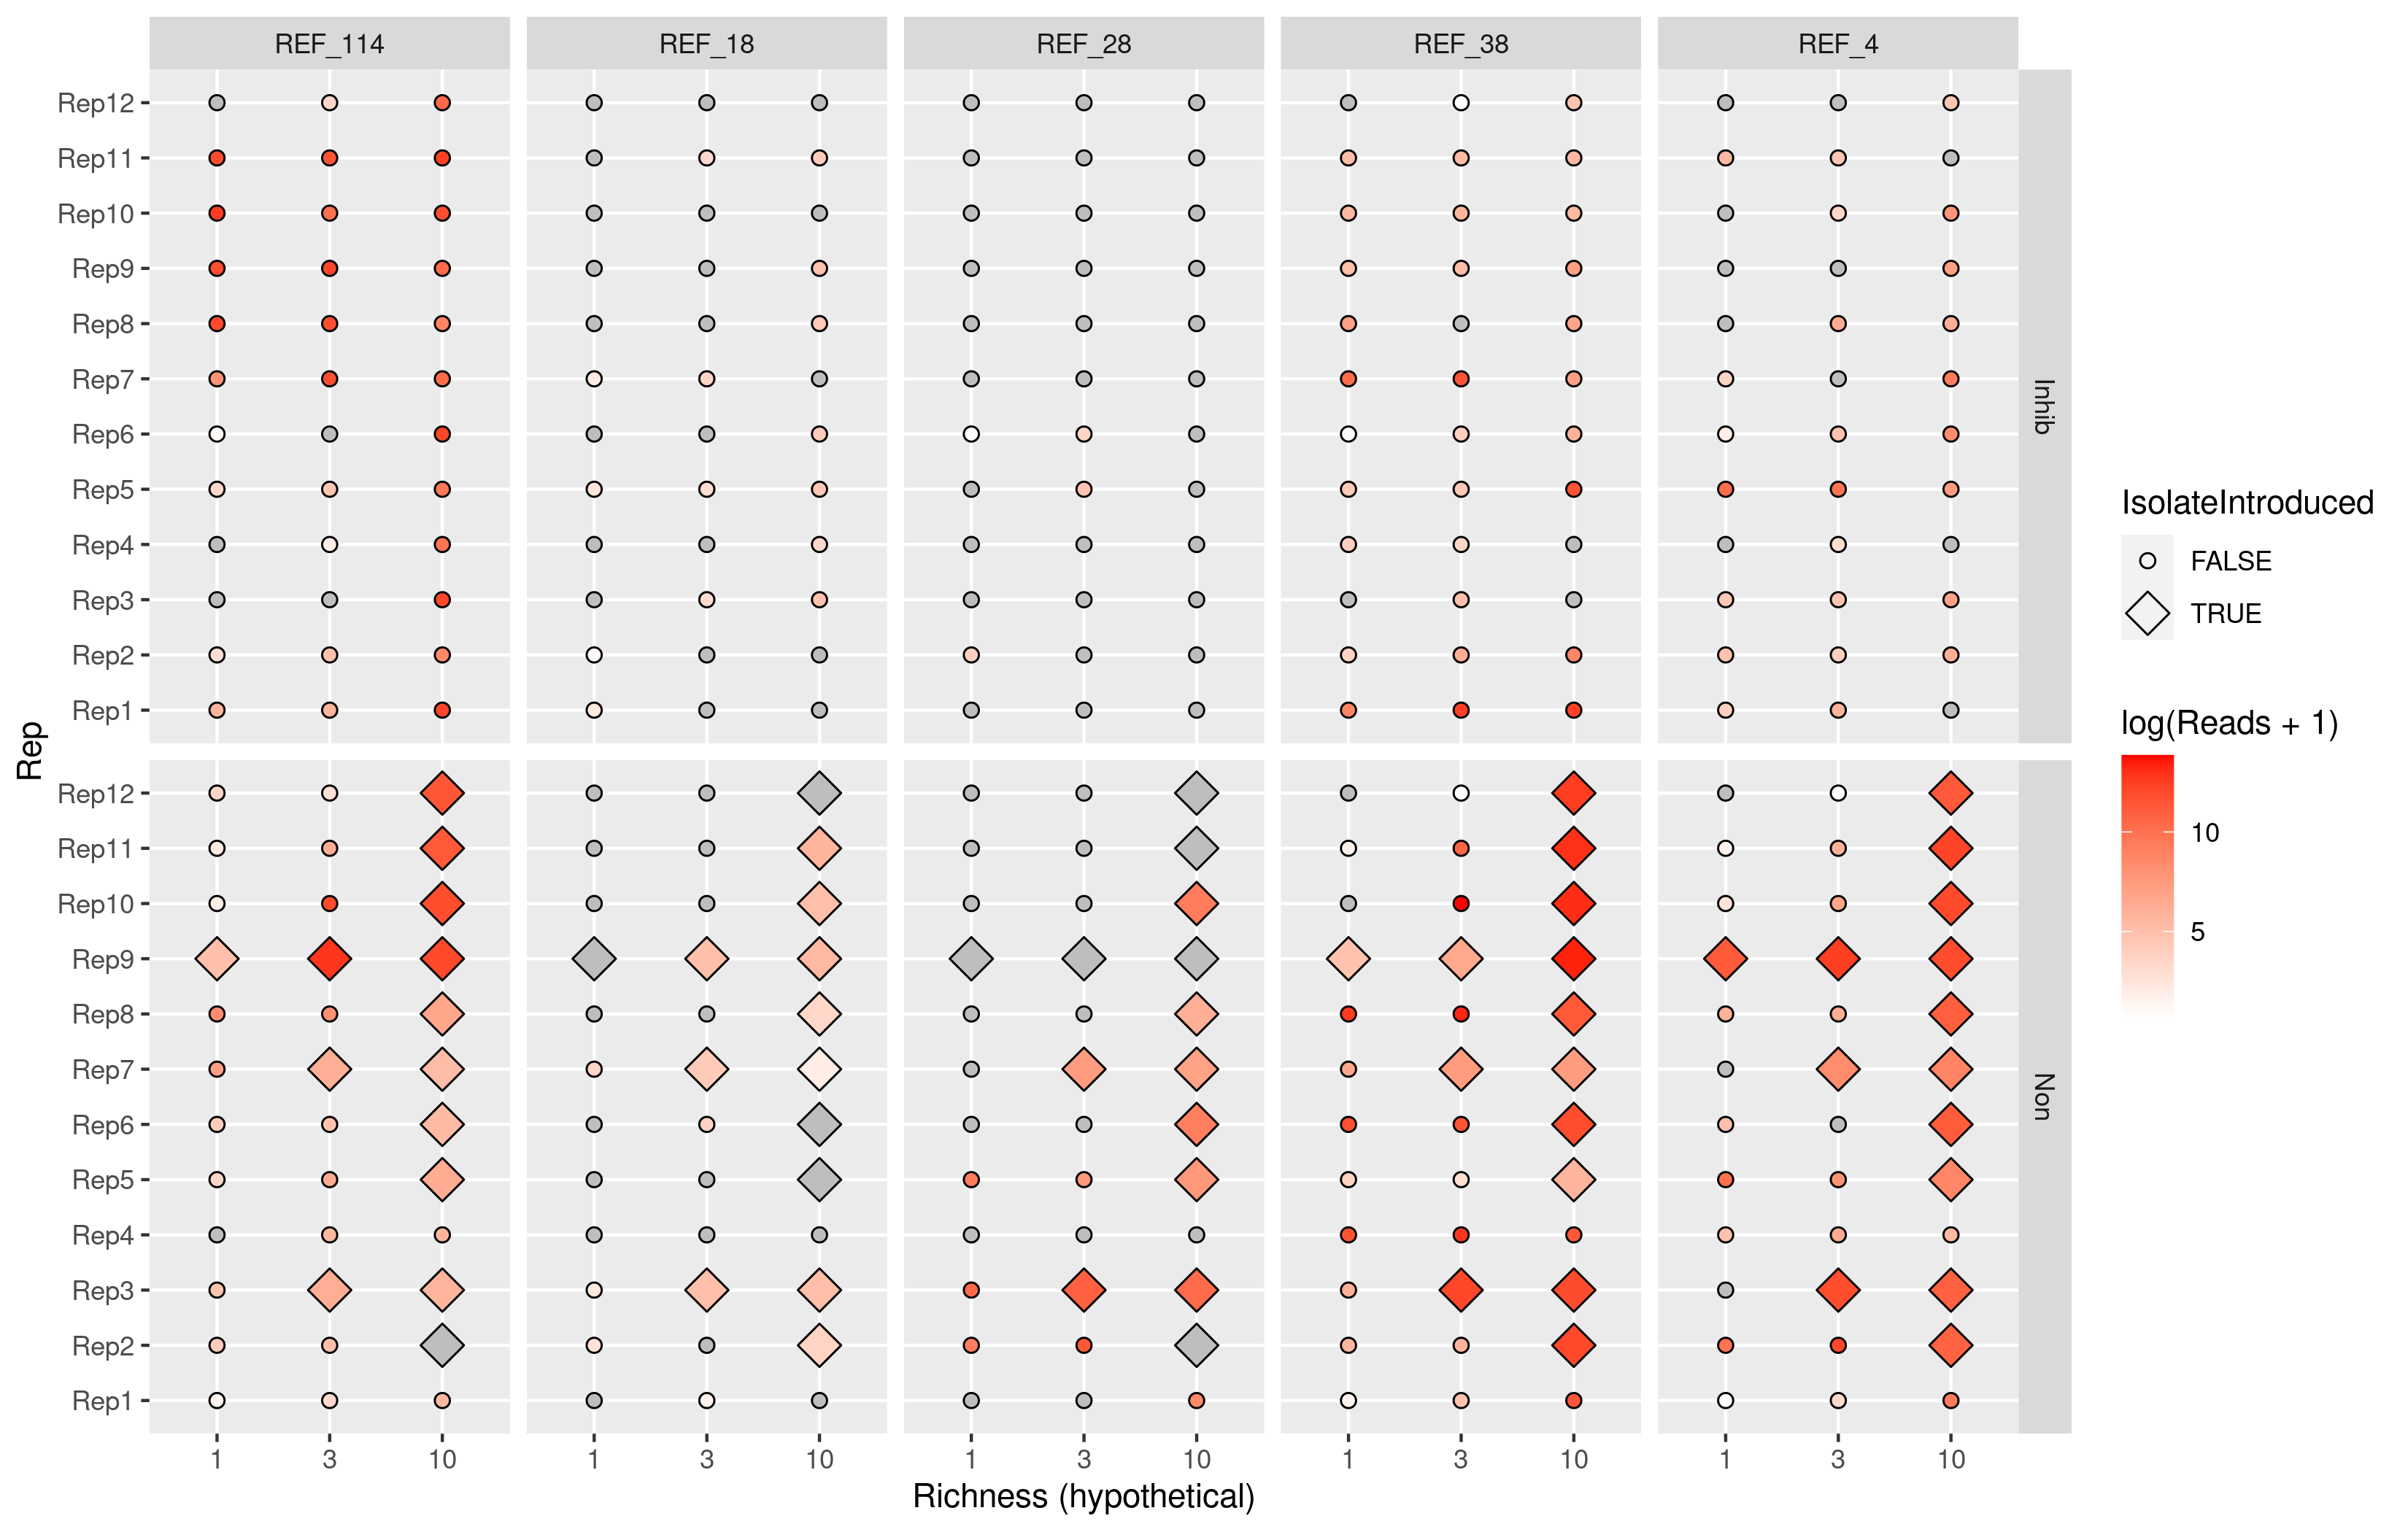 REF_114 REF_18 REF_28 REF_38 REF_4
Rep12
Rep11
Rep10
Rep9
Rep8
Rep7
Rep6
Rep5
Rep4
Rep3
Rep2
Rep1
Inhib
Rep12
Rep11
Rep10
Rep9
Rep8
Rep7
Rep6
Rep5
Rep4
Rep3
Rep2
Rep1
Non
Rep
1 3 10 1 3 10 1 3 10 1 3 10 1 3 10
Richness (hypothetical)
IsolateIntroduced
FALSE
TRUE
log(Reads + 1)
10
5